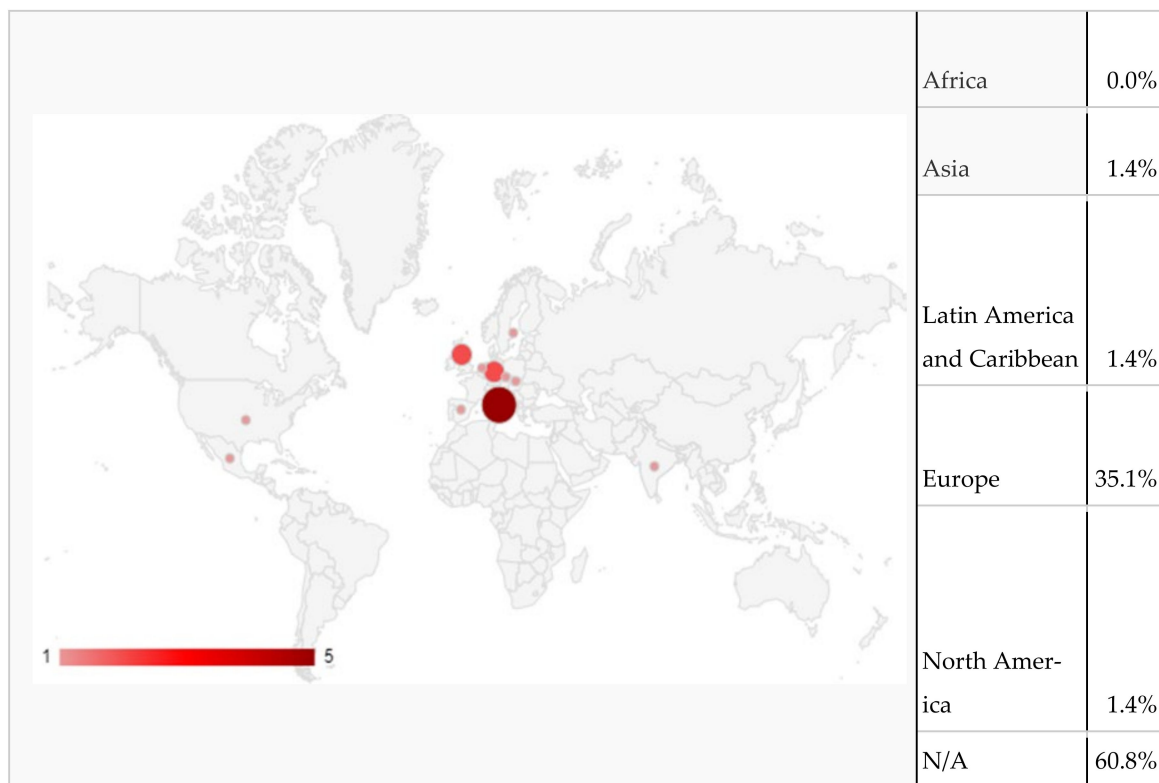 Africa 0.0%
Asia 1.4%
Latin America
and Caribbean 1.4%
Europe 35.1%
1 5
North Amer-
ica 1.4%
N/A 60.8%